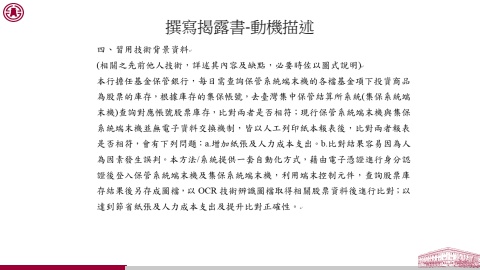 撰寫揭露書-動機描述
四、習用技術背景資料
(相關之先前他人技術，詳述其內容及缺點，必要時佐以圖式說明)
本行擔任基金保管銀行，每日需查詢保管系統端末機的各檔基金項下投資商品
為股票的庫存，根據庫存的集保帳號，去臺灣集中保管結算所系統(集保系統端
末機)查詢對應帳號股票庫存，比對兩者是否相符；現行保管系統端末機與集保
系統端末機並無電子資料交換機制，皆以人工列印紙本報表後，比對兩者報表
是否相符，會有下列問題：a.增加紙張及人力成本支出。b.比對結果容易因為人
為因素發生誤判。本方法/系統提供一套自動化方式，藉由電子憑證進行身分認
證後登入保管系統端末機及集保系統端末機，利用端末控制元件，查詢股票庫
存結果後另存成圖檔，以 OCR 技術辨識圖檔取得相關股票資料後進行比對；以
達到節省紙張及人力成本支出及提升比對正確性。